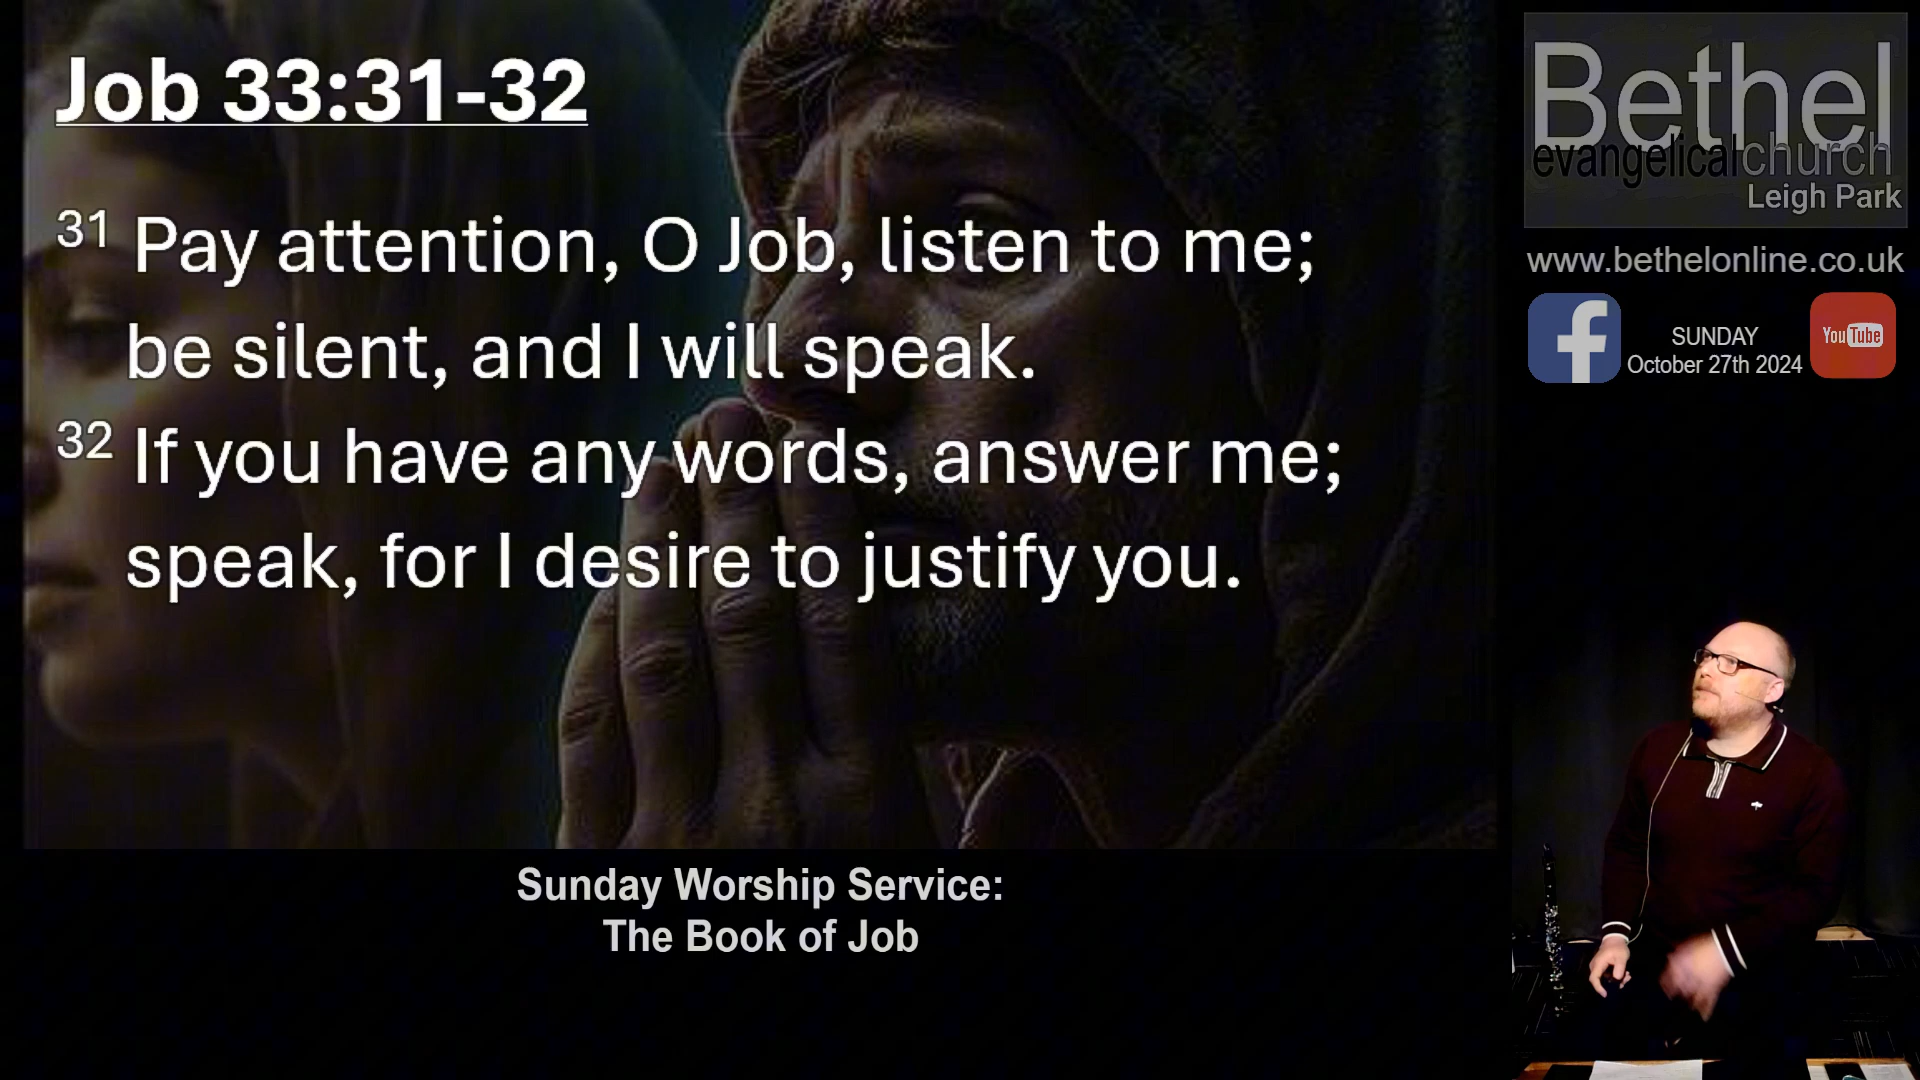 Job 33:31-32
31 Pay attention, O Job, listen to me;
be silent, and I will speak.
32 If you have any words, answer me;
speak, for I desire to justify you.
Sunday Worship Service:
The Book of Job
Bethel
evangelicalchurch
Leigh Park
www.bethelonline.co.uk
f
SUNDAY
October 27th 2024
YouTube